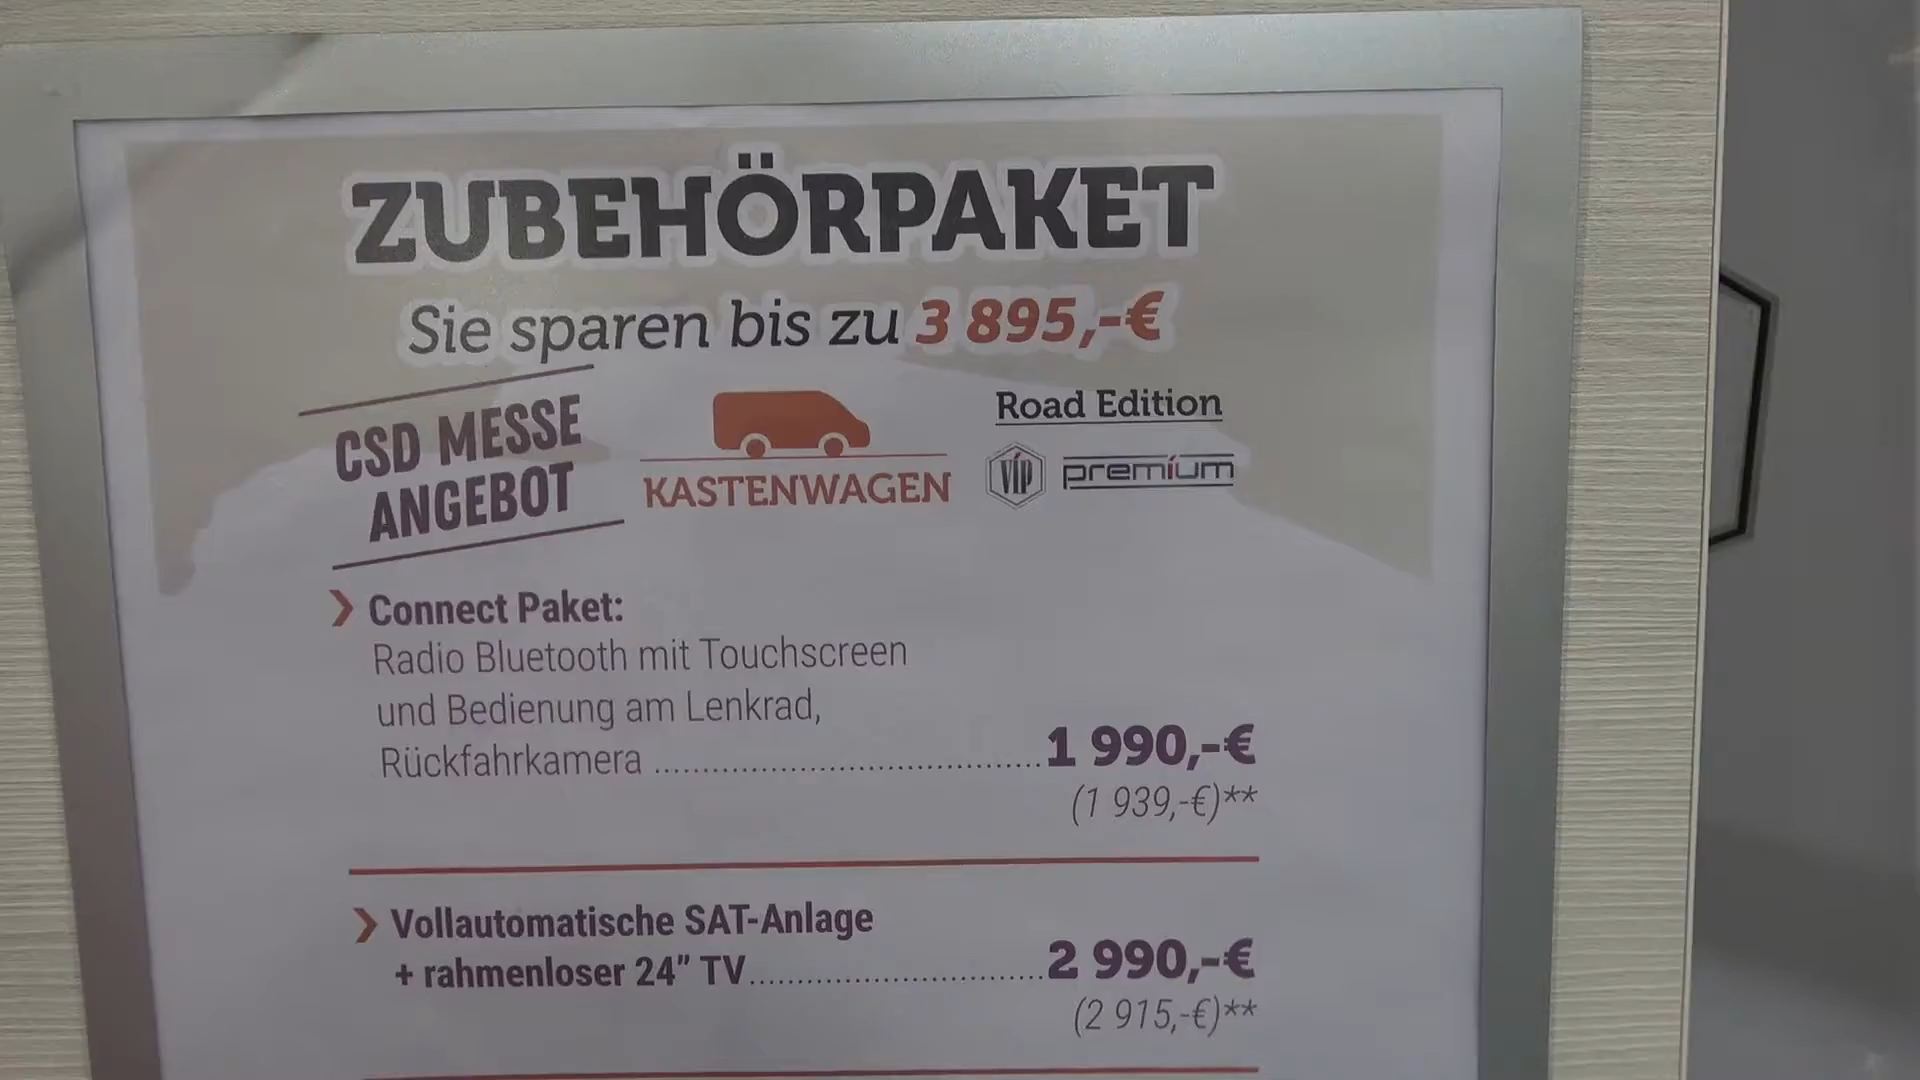 ZUBEHÖRPAKET
Sie sparen bis zu 3 895,-€
CSD MESSE
ANGEBOT
KASTENWAGEN
Road Edition
VIP premium
Connect Paket:
Radio Bluetooth mit Touchscreen
und Bedienung am Lenkrad,
Rückfahrkamera ........................................ 1 990,-€
(1 939,-€)**
Vollautomatische SAT-Anlage
+ rahmenloser 24" TV .............................. 2 990,-€
(2 915,-€)**